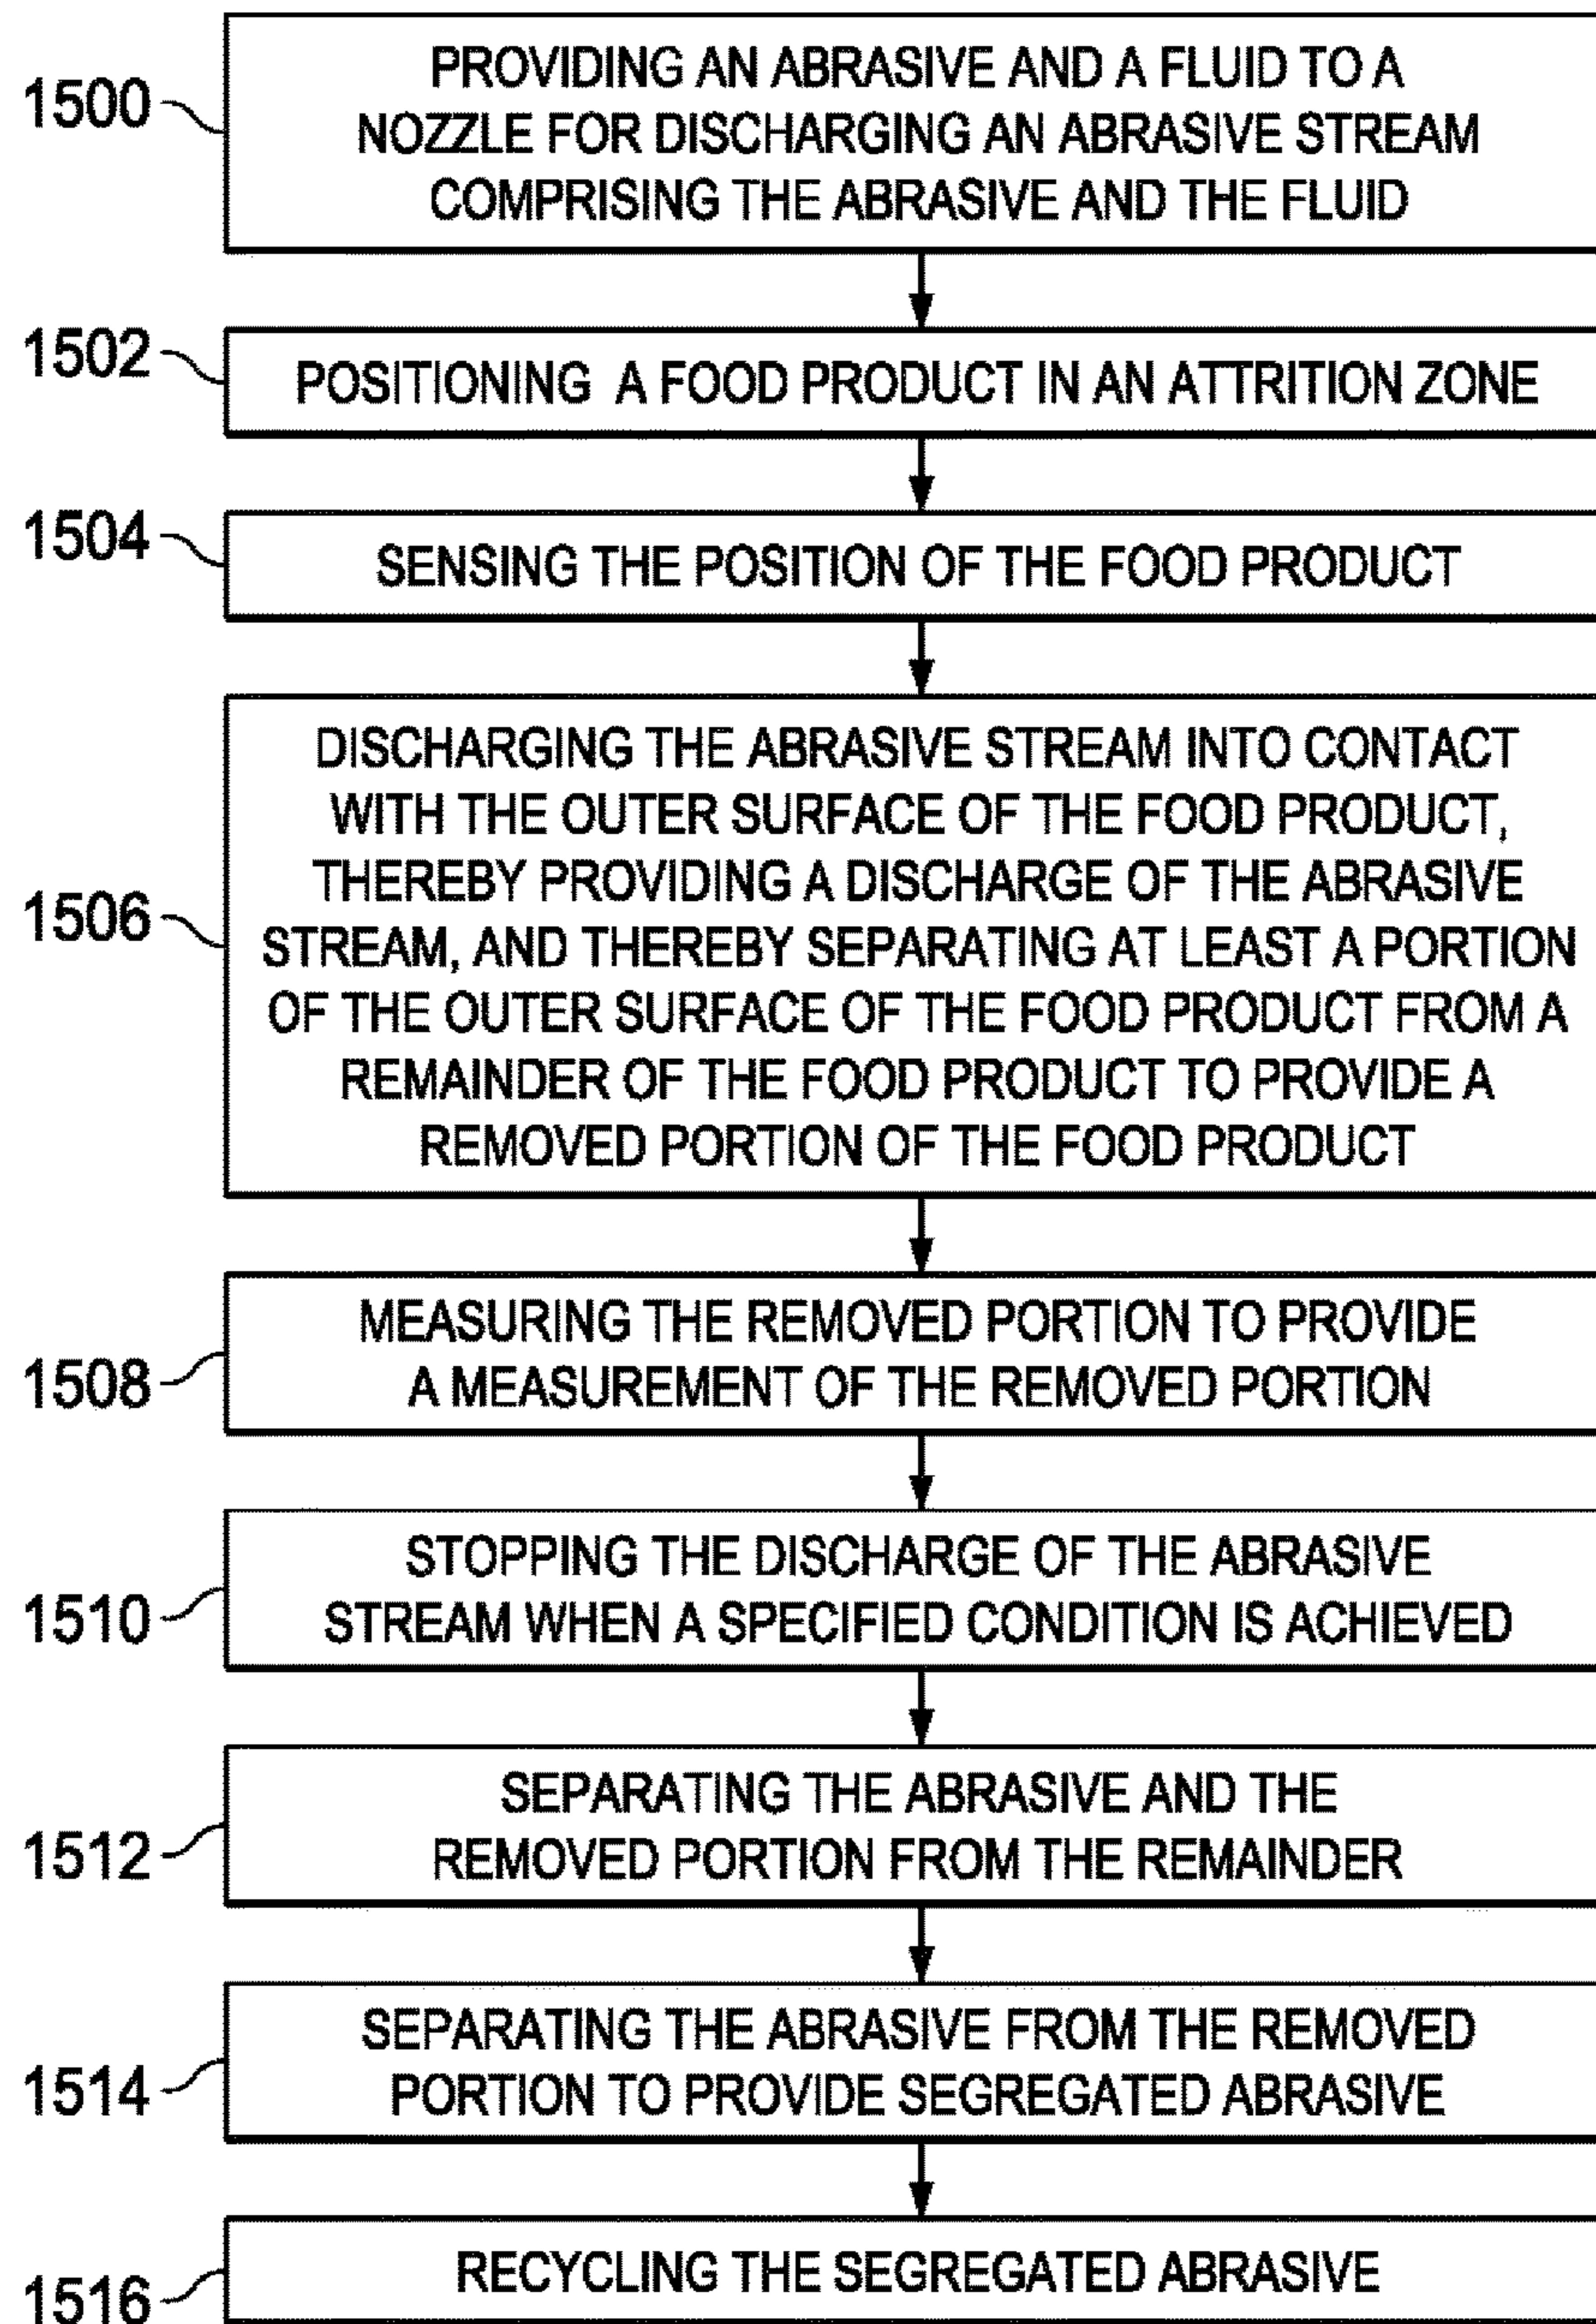 1500
PROVIDING AN ABRASIVE AND A FLUID TO A
NOZZLE FOR DISCHARGING AN ABRASIVE STREAM
COMPRISING THE ABRASIVE AND THE FLUID
1502
POSITIONING A FOOD PRODUCT IN AN ATTRITION ZONE
1504
SENSING THE POSITION OF THE FOOD PRODUCT
1506
DISCHARGING THE ABRASIVE STREAM INTO CONTACT
WITH THE OUTER SURFACE OF THE FOOD PRODUCT,
THEREBY PROVIDING A DISCHARGE OF THE ABRASIVE
STREAM, AND THEREBY SEPARATING AT LEAST A PORTION
OF THE OUTER SURFACE OF THE FOOD PRODUCT FROM A
REMAINDER OF THE FOOD PRODUCT TO PROVIDE A
REMOVED PORTION OF THE FOOD PRODUCT
1508
MEASURING THE REMOVED PORTION TO PROVIDE
A MEASUREMENT OF THE REMOVED PORTION
1510
STOPPING THE DISCHARGE OF THE ABRASIVE
STREAM WHEN A SPECIFIED CONDITION IS ACHIEVED
1512
SEPARATING THE ABRASIVE AND THE
REMOVED PORTION FROM THE REMAINDER
1514
SEPARATING THE ABRASIVE FROM THE REMOVED
PORTION TO PROVIDE SEGREGATED ABRASIVE
1516
RECYCLING THE SEGREGATED ABRASIVE